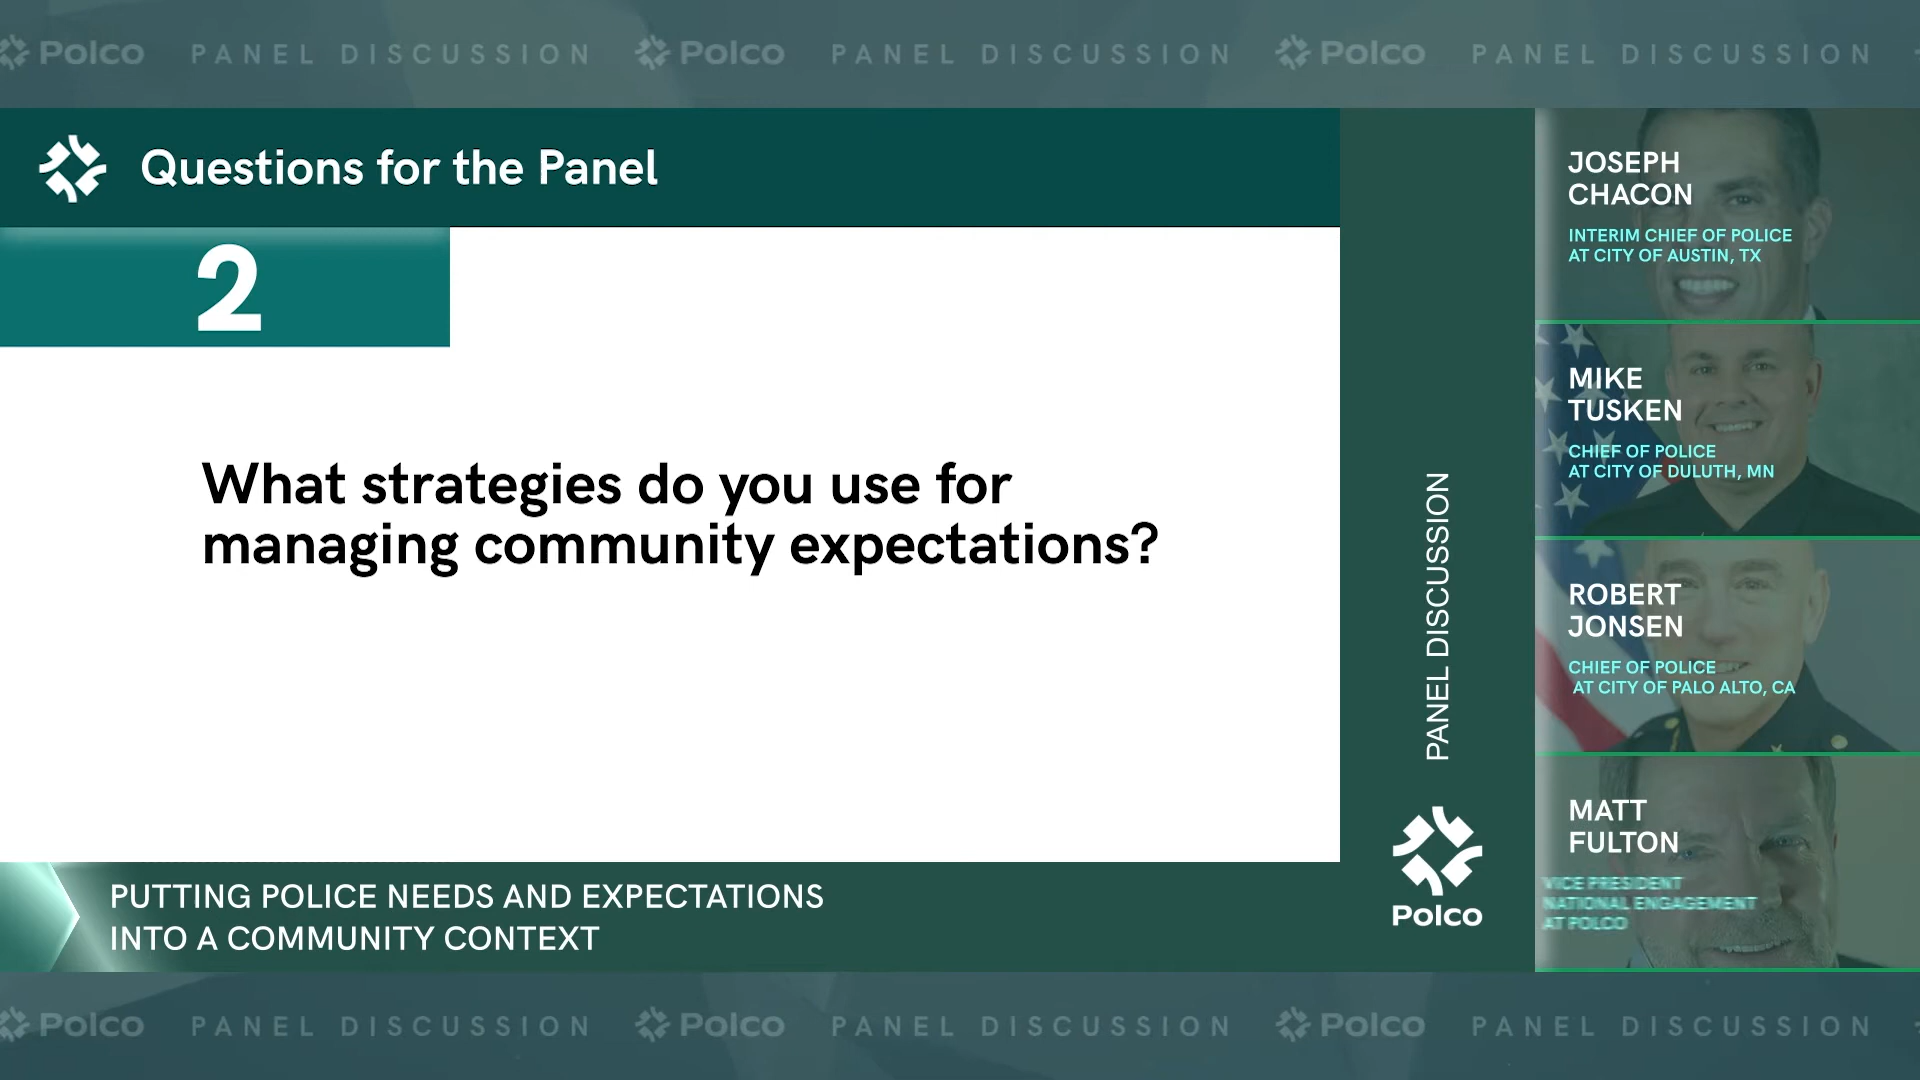 Polco PANEL DISCUSSION Polco PANEL DISCUSSION Polco PANEL DISCUSSION
Questions for the Panel
2
What strategies do you use for
managing community expectations?
PUTTING POLICE NEEDS AND EXPECTATIONS
INTO A COMMUNITY CONTEXT
PANEL DISCUSSION
Polco
JOSEPH
CHACON
INTERIM CHIEF OF POLICE
AT CITY OF AUSTIN, TX
MIKE
TUSKEN
CHIEF OF POLICE
AT CITY OF DULUTH, MN
ROBERT
JONSEN
CHIEF OF POLICE
AT CITY OF PALO ALTO, CA
MATT
FULTON
VICE PRESIDENT
NATIONAL ENGAGEMENT
AT POLCO
Polco PANEL DISCUSSION Polco PANEL DISCUSSION Polco PANEL DISCUSSION